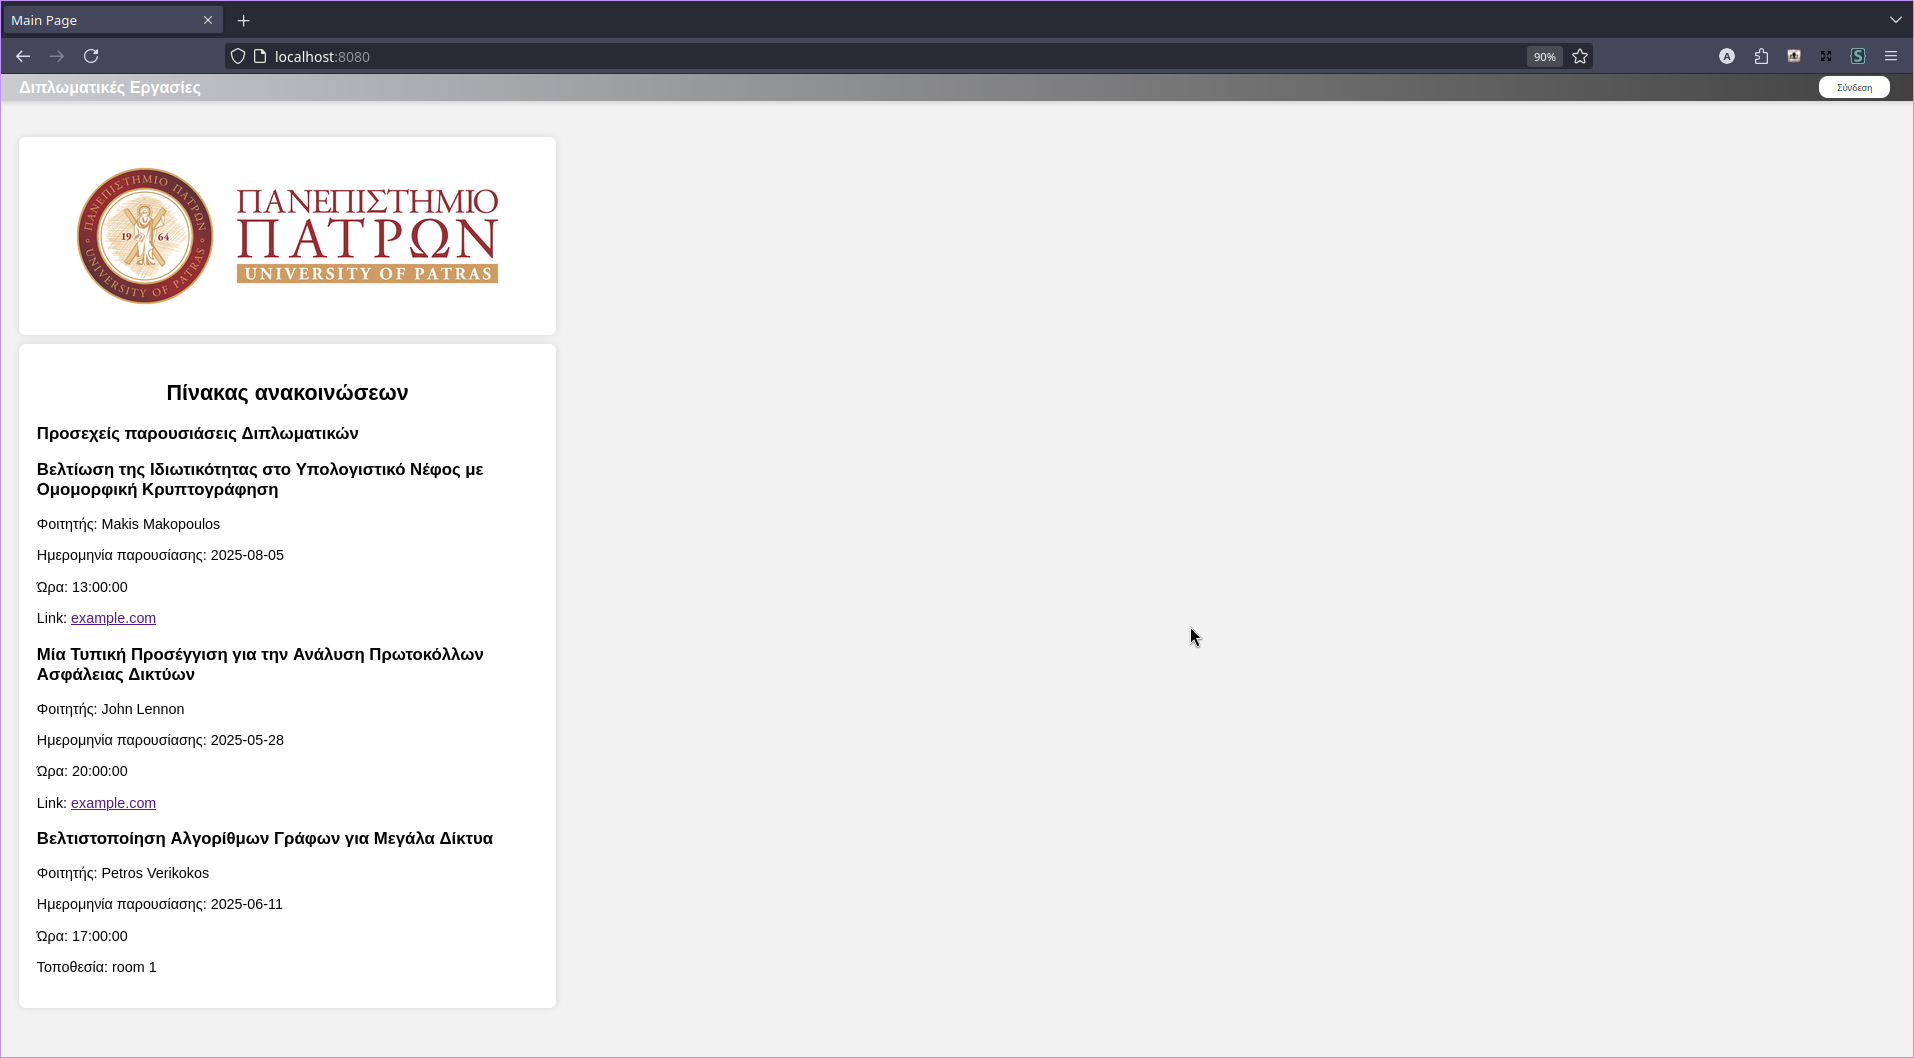 Main Page
localhost:8080
90%
Διπλωματικές Εργασίες
Σύνδεση
ΠΑΝΕΠΙΣΤΗΜΙΟ ΠΑΤΡΩΝ
19 64
UNIVERSITY OF PATRAS
ΠΑΝΕΠΙΣΤΗΜΙΟ
ΠΑΤΡΩΝ
UNIVERSITY OF PATRAS
Πίνακας ανακοινώσεων
Προσεχείς παρουσιάσεις Διπλωματικών
Βελτίωση της Ιδιωτικότητας στο Υπολογιστικό Νέφος με
Ομομορφική Κρυπτογράφηση
Φοιτητής: Makis Makopoulos
Ημερομηνία παρουσίασης: 2025-08-05
Ώρα: 13:00:00
Link: example.com
Μία Τυπική Προσέγγιση για την Ανάλυση Πρωτοκόλλων
Ασφάλειας Δικτύων
Φοιτητής: John Lennon
Ημερομηνία παρουσίασης: 2025-05-28
Ώρα: 20:00:00
Link: example.com
Βελτιστοποίηση Αλγορίθμων Γράφων για Μεγάλα Δίκτυα
Φοιτητής: Petros Verikokos
Ημερομηνία παρουσίασης: 2025-06-11
Ώρα: 17:00:00
Τοποθεσία: room 1